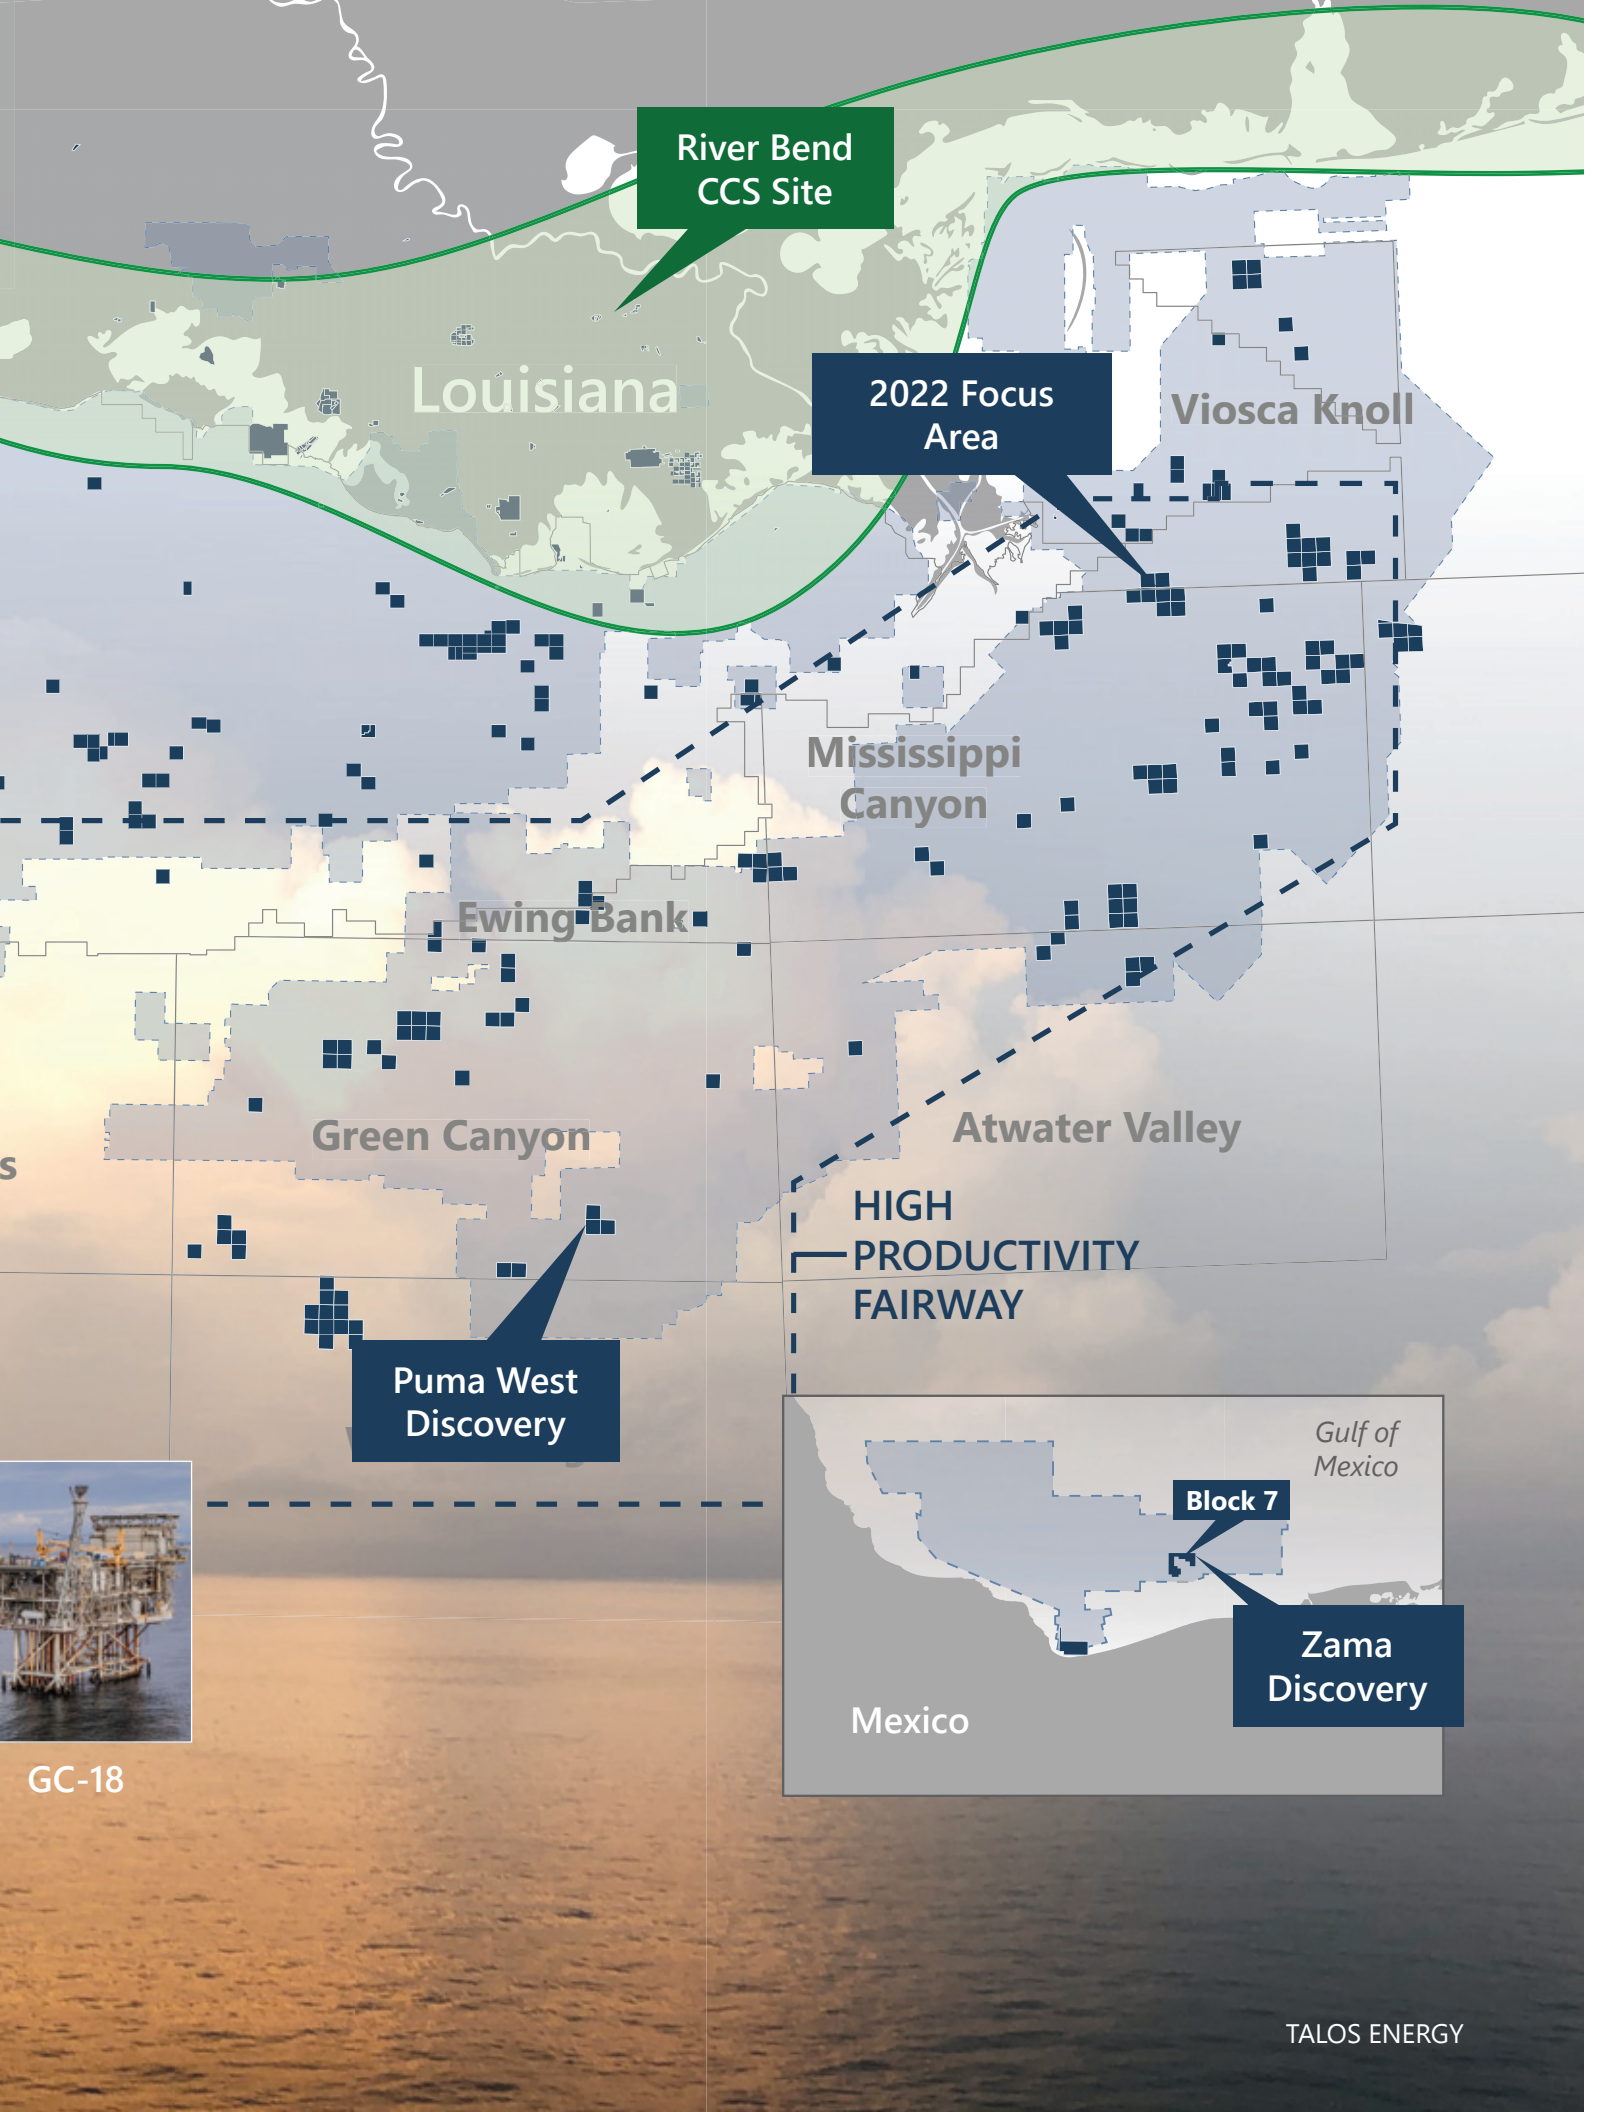 River Bend
CCS Site
Louisiana
2022 Focus
Area
Viosca Knoll
Mississippi
Canyon
Ewing Bank
Green Canyon
Atwater Valley
s
HIGH
PRODUCTIVITY
FAIRWAY
Puma West
Discovery
Gulf of
Mexico
Block 7
Zama
Discovery
Mexico
GC-18
TALOS ENERGY